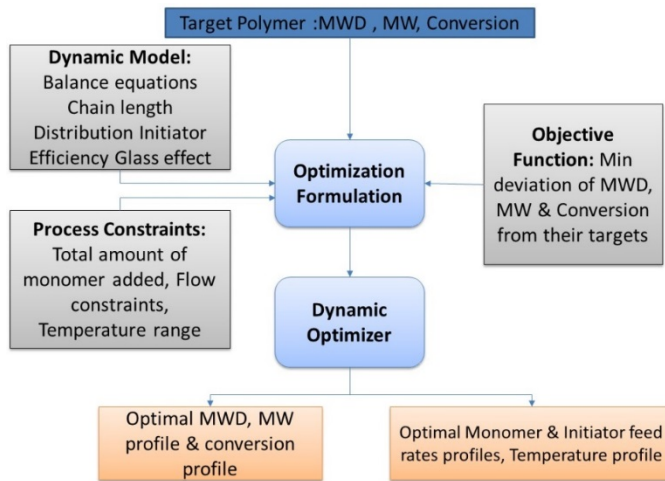 Target Polymer :MWD , MW, Conversion
Dynamic Model:
Balance equations
Chain length
Distribution Initiator
Efficiency Glass effect
Optimization
Formulation
Objective
Function: Min
deviation of MWD,
MW & Conversion
from their targets
Process Constraints:
Total amount of
monomer added, Flow
constraints,
Temperature range
Dynamic
Optimizer
Optimal MWD, MW
profile & conversion
profile
Optimal Monomer & Initiator feed
rates profiles, Temperature profile